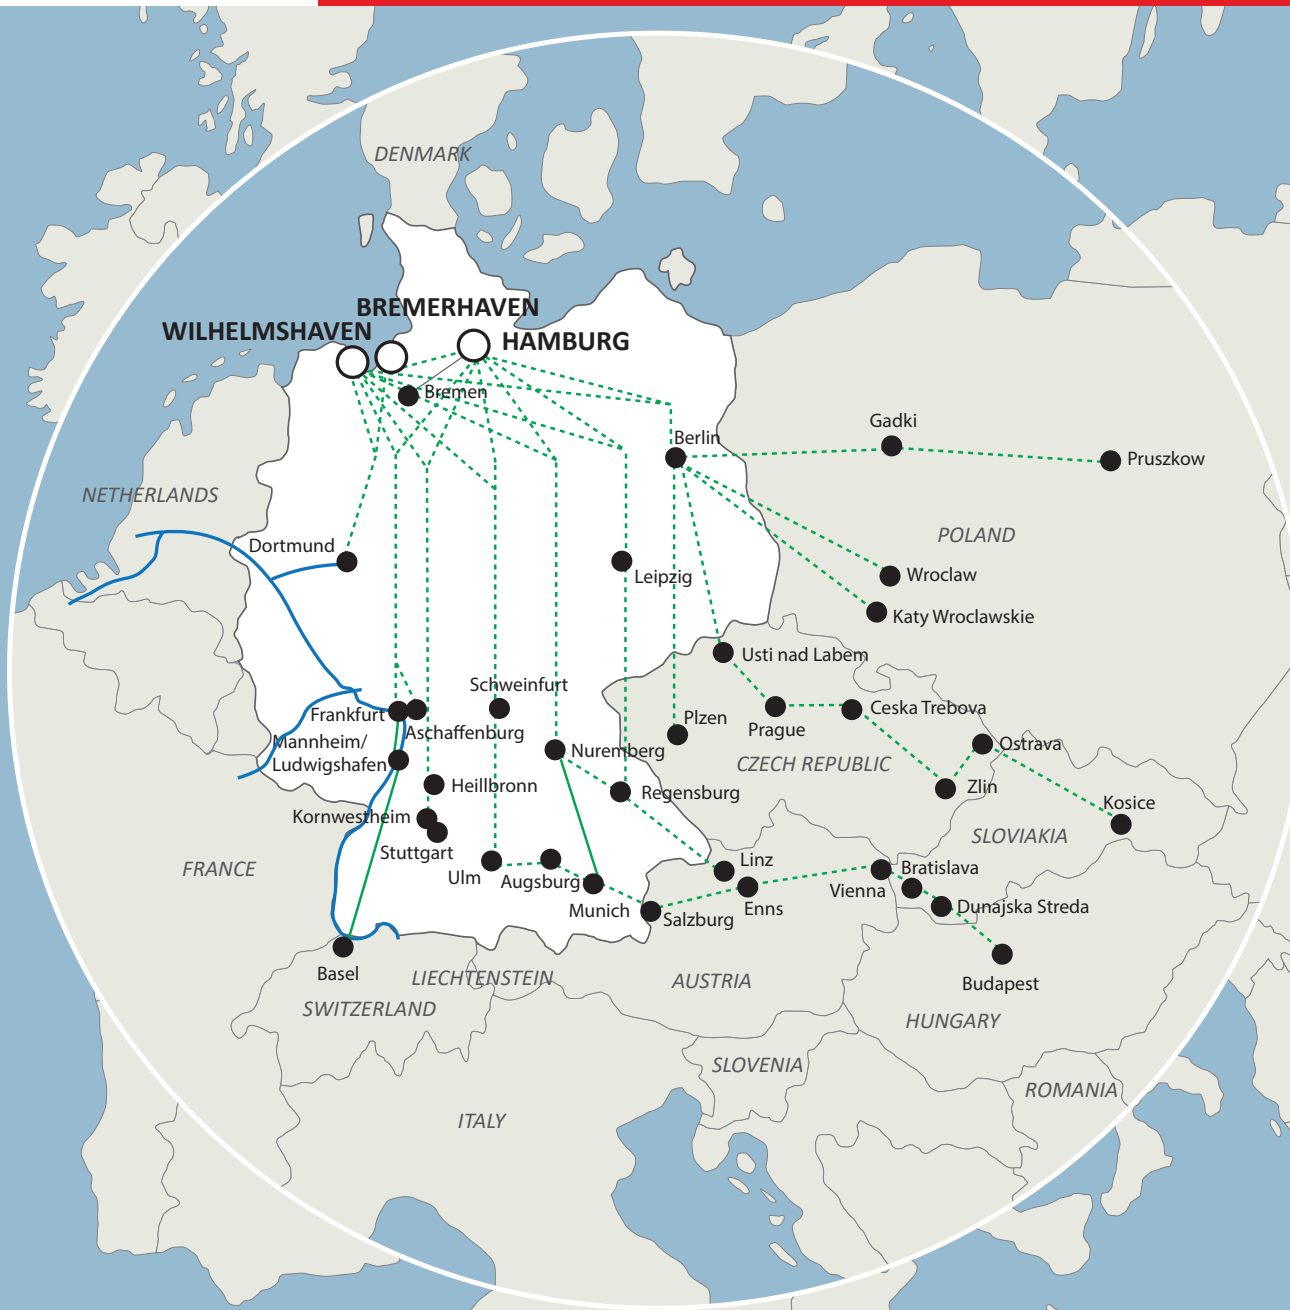 DENMARK
BREMERHAVEN
WILHELMSHAVEN
HAMBURG
Bremen
Gadki
Berlin
Pruszkow
NETHERLANDS
POLAND
Dortmund
Leipzig
Wroclaw
Katy Wroclawskie
Usti nad Labem
Schweinfurt
Frankfurt
Plzen
Ceska Trebova
Aschaffenburg
Prague
Mannheim/
Ludwigshafen
Nuremberg
Ostrava
CZECH REPUBLIC
Heillbronn
Regensburg
Zlin
Kosice
Kornwestheim
SLOVIAKIA
Stuttgart
Linz
FRANCE
Ulm
Augsburg
Bratislava
Vienna
Munich
Salzburg
Enns
Dunajska Streda
Basel
LIECHTENSTEIN
AUSTRIA
Budapest
SWITZERLAND
HUNGARY
SLOVENIA
ROMANIA
ITALY